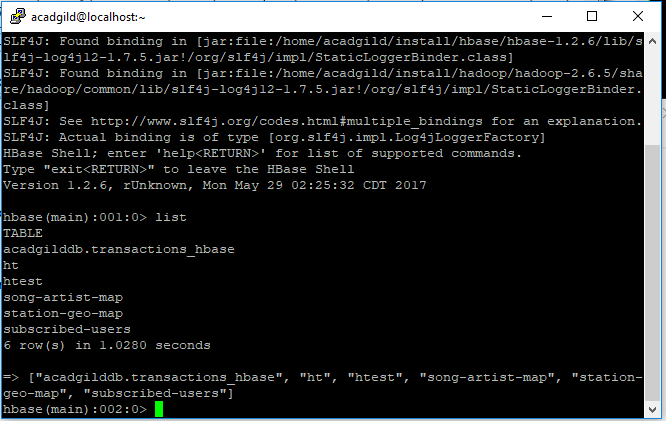 acadgild@localhost:~
SLF4J: Found binding in [jar:file:/home/acadgild/install/hbase/hbase-1.2.6/lib/s
lf4j-log4j12-1.7.5.jar!/org/slf4j/impl/StaticLoggerBinder.class]
SLF4J: Found binding in [jar:file:/home/acadgild/install/hadoop/hadoop-2.6.5/sha
re/hadoop/common/lib/slf4j-log4j12-1.7.5.jar!/org/slf4j/impl/StaticLoggerBinder.
class]
SLF4J: See http://www.slf4j.org/codes.html#multiple_bindings for an explanation.
SLF4J: Actual binding is of type [org.slf4j.impl.Log4jLoggerFactory]
HBase Shell; enter 'help<RETURN>' for list of supported commands.
Type "exit<RETURN>" to leave the HBase Shell
Version 1.2.6, rUnknown, Mon May 29 02:25:32 CDT 2017
hbase(main):001:0> list
TABLE
acadgilddb.transactions_hbase
ht
htest
song-artist-map
station-geo-map
subscribed-users
6 row(s) in 1.0280 seconds
=> ["acadgilddb.transactions_hbase", "ht", "htest", "song-artist-map", "station-
geo-map", "subscribed-users"]
hbase(main):002:0>